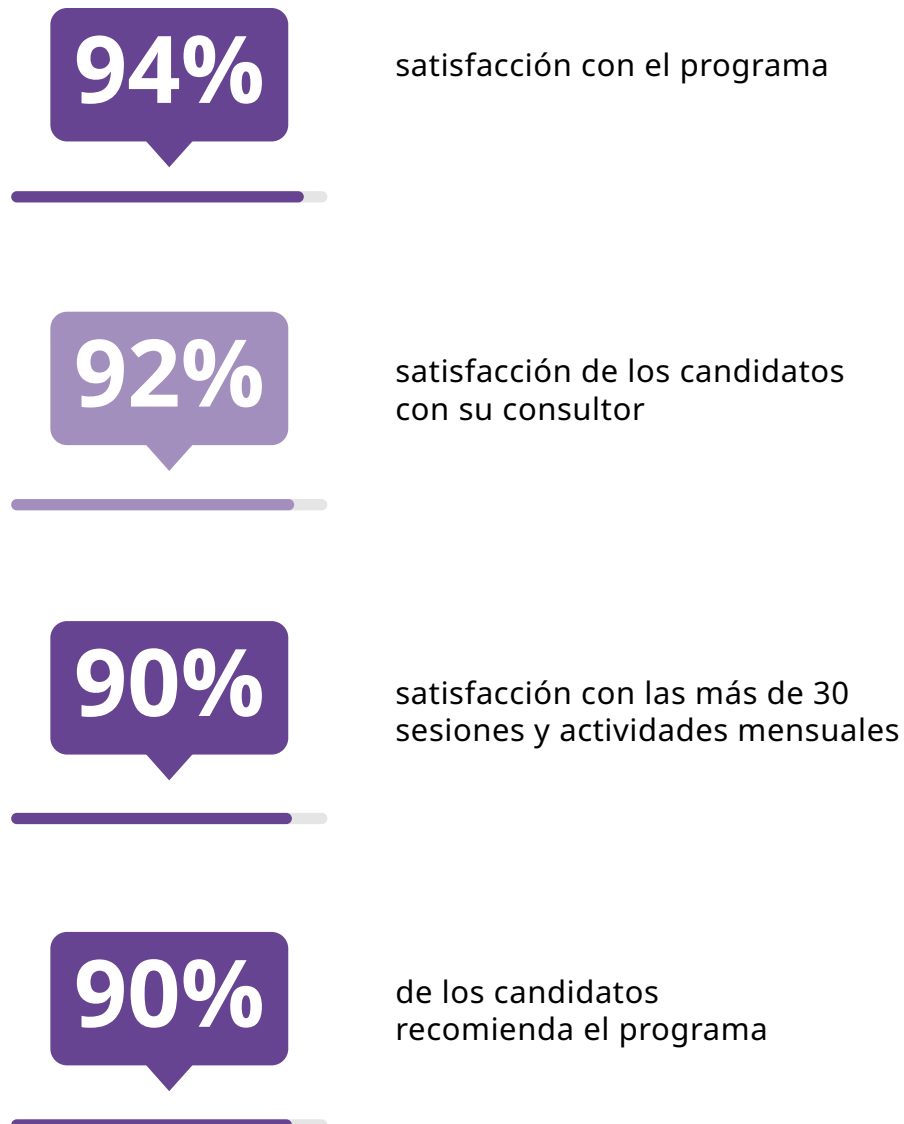 94%
satisfacción con el programa
92%
satisfacción de los candidatos
con su consultor
90%
satisfacción con las más de 30
sesiones y actividades mensuales
90%
de los candidatos
recomienda el programa